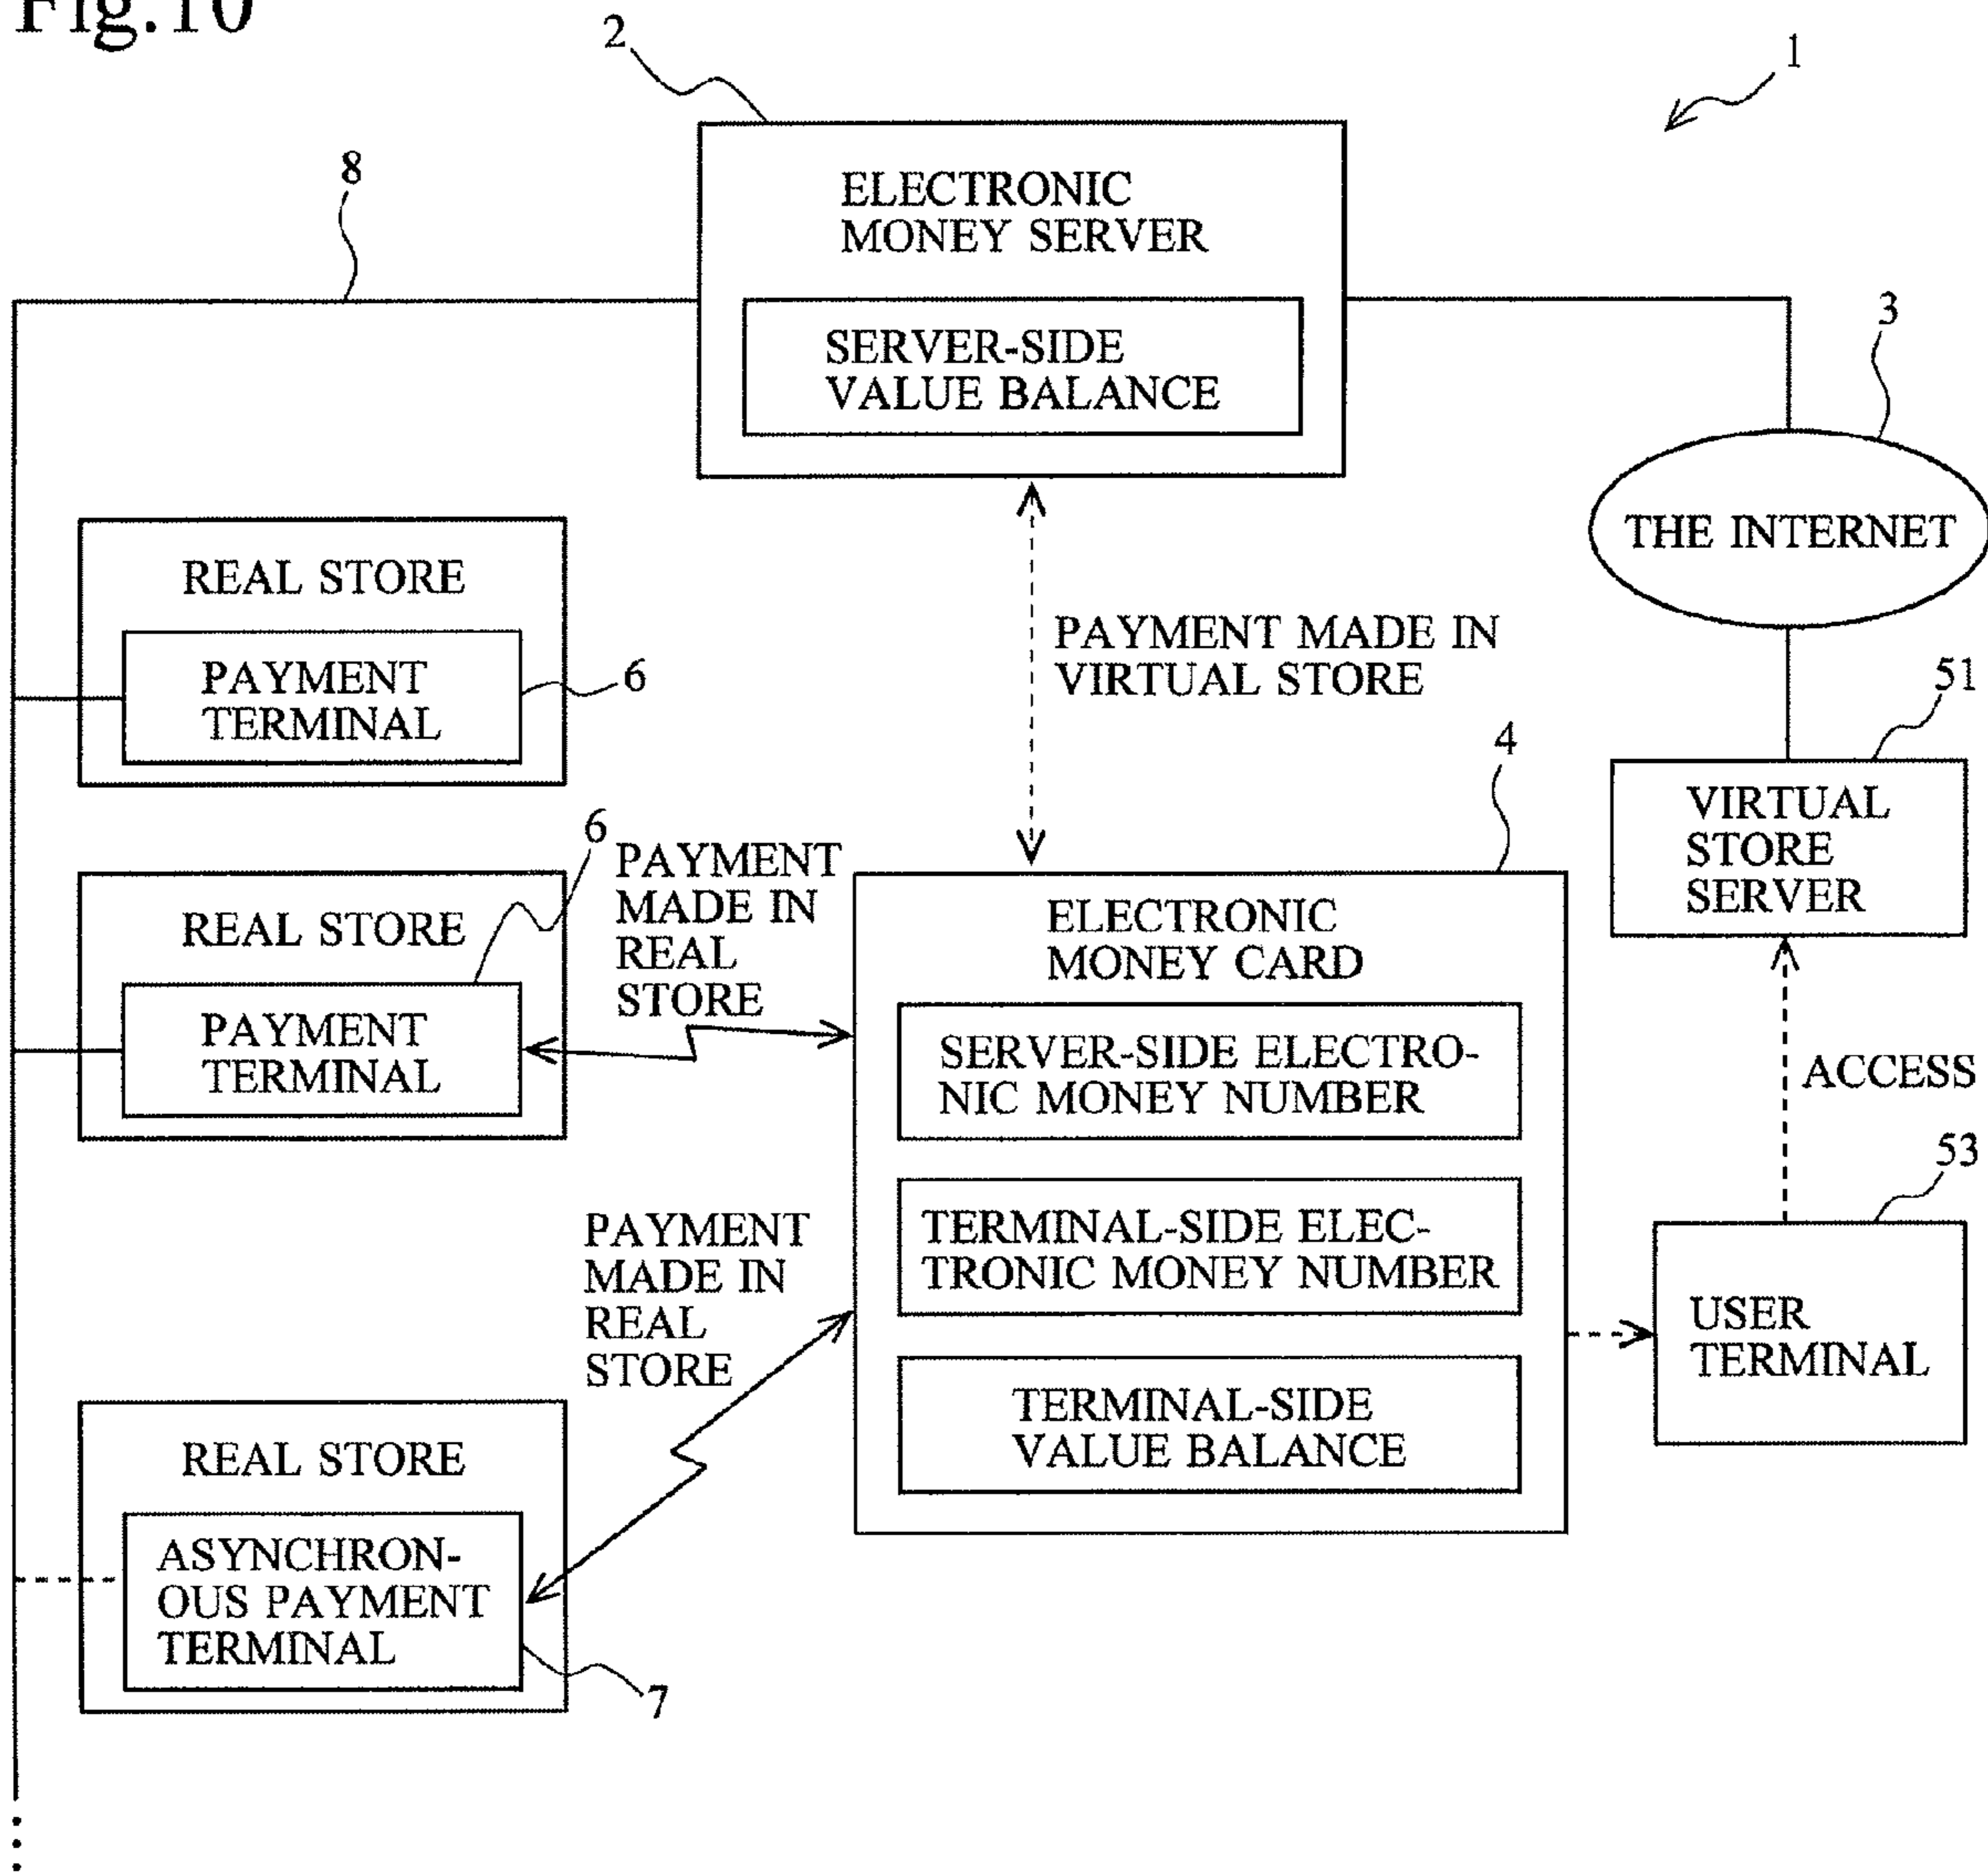 Fig.10
2
1
8
ELECTRONIC
MONEY SERVER
SERVER-SIDE
VALUE BALANCE
3
THE INTERNET
REAL STORE
PAYMENT
TERMINAL
6
PAYMENT MADE IN
VIRTUAL STORE
51
VIRTUAL
STORE
SERVER
4
6
REAL STORE
PAYMENT
TERMINAL
PAYMENT
MADE IN
REAL
STORE
ELECTRONIC
MONEY CARD
SERVER-SIDE ELECTRO-
NIC MONEY NUMBER
TERMINAL-SIDE ELEC-
TRONIC MONEY NUMBER
TERMINAL-SIDE
VALUE BALANCE
ACCESS
53
USER
TERMINAL
PAYMENT
MADE IN
REAL
STORE
REAL STORE
ASYNCHRON-
OUS PAYMENT
TERMINAL
7